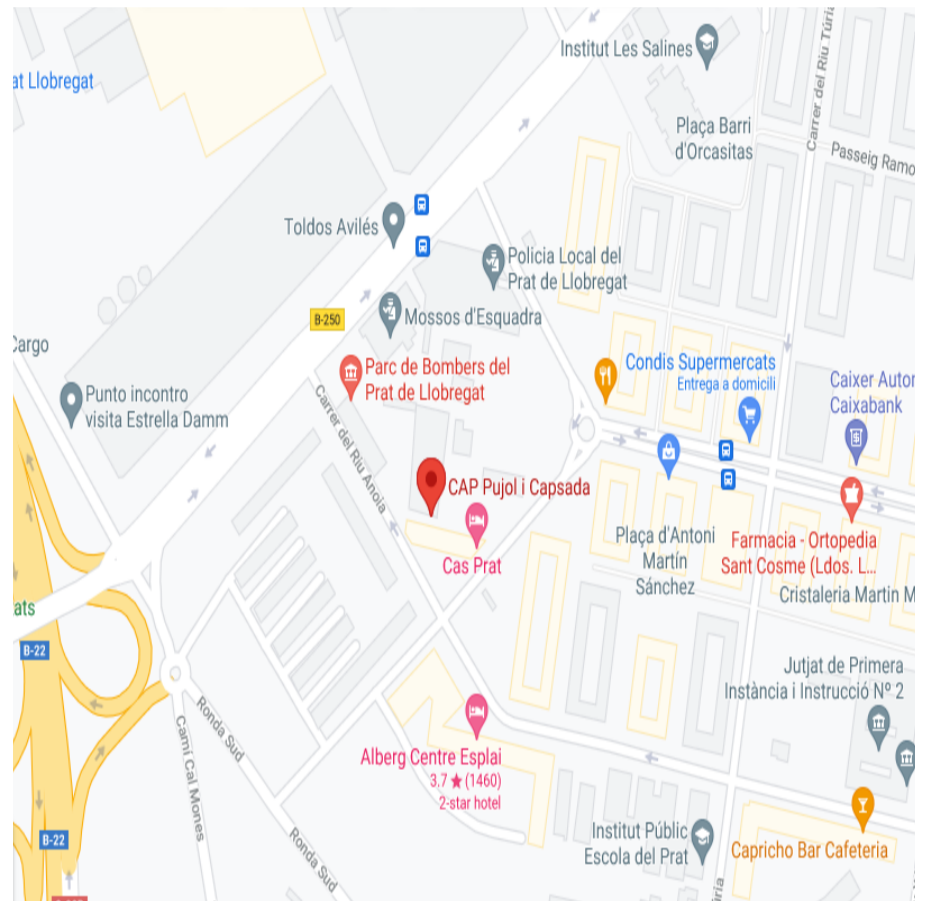 Institut Les Salines
Carrer del Riu Túria
at Llobregat
Plaça Barri
d'Orcasitas
Passeig Ramo
Toldos Avilés
Policia Local del
Prat de Llobregat
B-250
Mossos d'Esquadra
Cargo
Parc de Bombers del
Prat de Llobregat
Condis Supermercats
Entrega a domicili
Caixer Autor
Caixabank
Punto incontro
visita Estrella Damm
Carrer del Riu Anoia
CAP Pujol i Capsada
Cas Prat
Plaça d'Antoni
Martín
Sánchez
Farmacia - Ortopedia
Sant Cosme (Ldos. L...
Cristaleria Martin M
ats
B-22
Jutjat de Primera
Instància i Instrucció Nº 2
Ronda Sud
Camí Cal Mones
Alberg Centre Esplai
3.7 ★ (1460)
2-star hotel
B-22
Ronda Sud
Institut Públic
Escola del Prat
Capricho Bar Cafeteria
úria